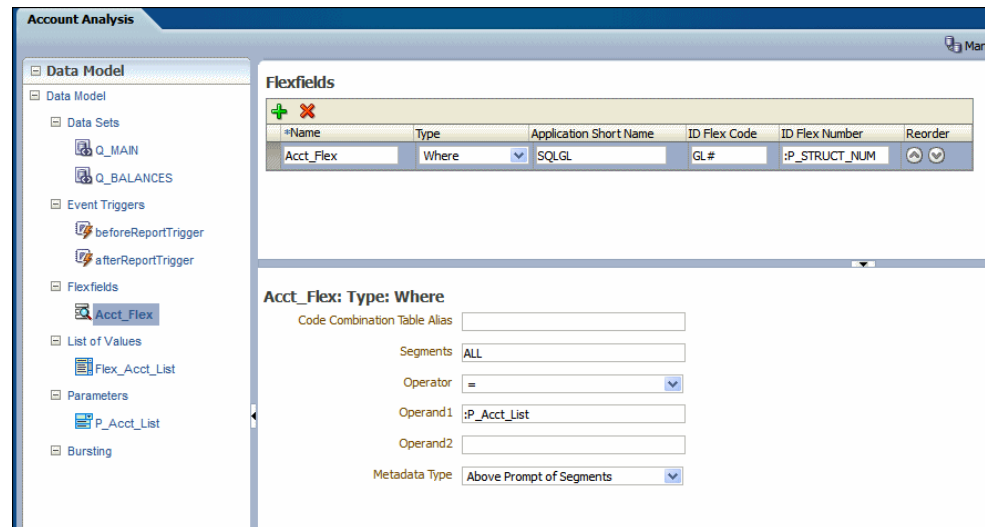 Account Analysis
Man
Data Model
Data Model
Data Sets
Q_MAIN
Q_BALANCES
Event Triggers
beforeReportTrigger
afterReportTrigger
Flexfields
Acct_Flex
List of Values
Flex_Acct_List
Parameters
P_Acct_List
Bursting
Flexfields
*Name Type Application Short Name ID Flex Code ID Flex Number Reorder
Acct_Flex Where SQLGL GL# :P_STRUCT_NUM
Acct_Flex: Type: Where
Code Combination Table Alias
Segments ALL
Operator =
Operand1 :P_Acct_List
Operand2
Metadata Type Above Prompt of Segments